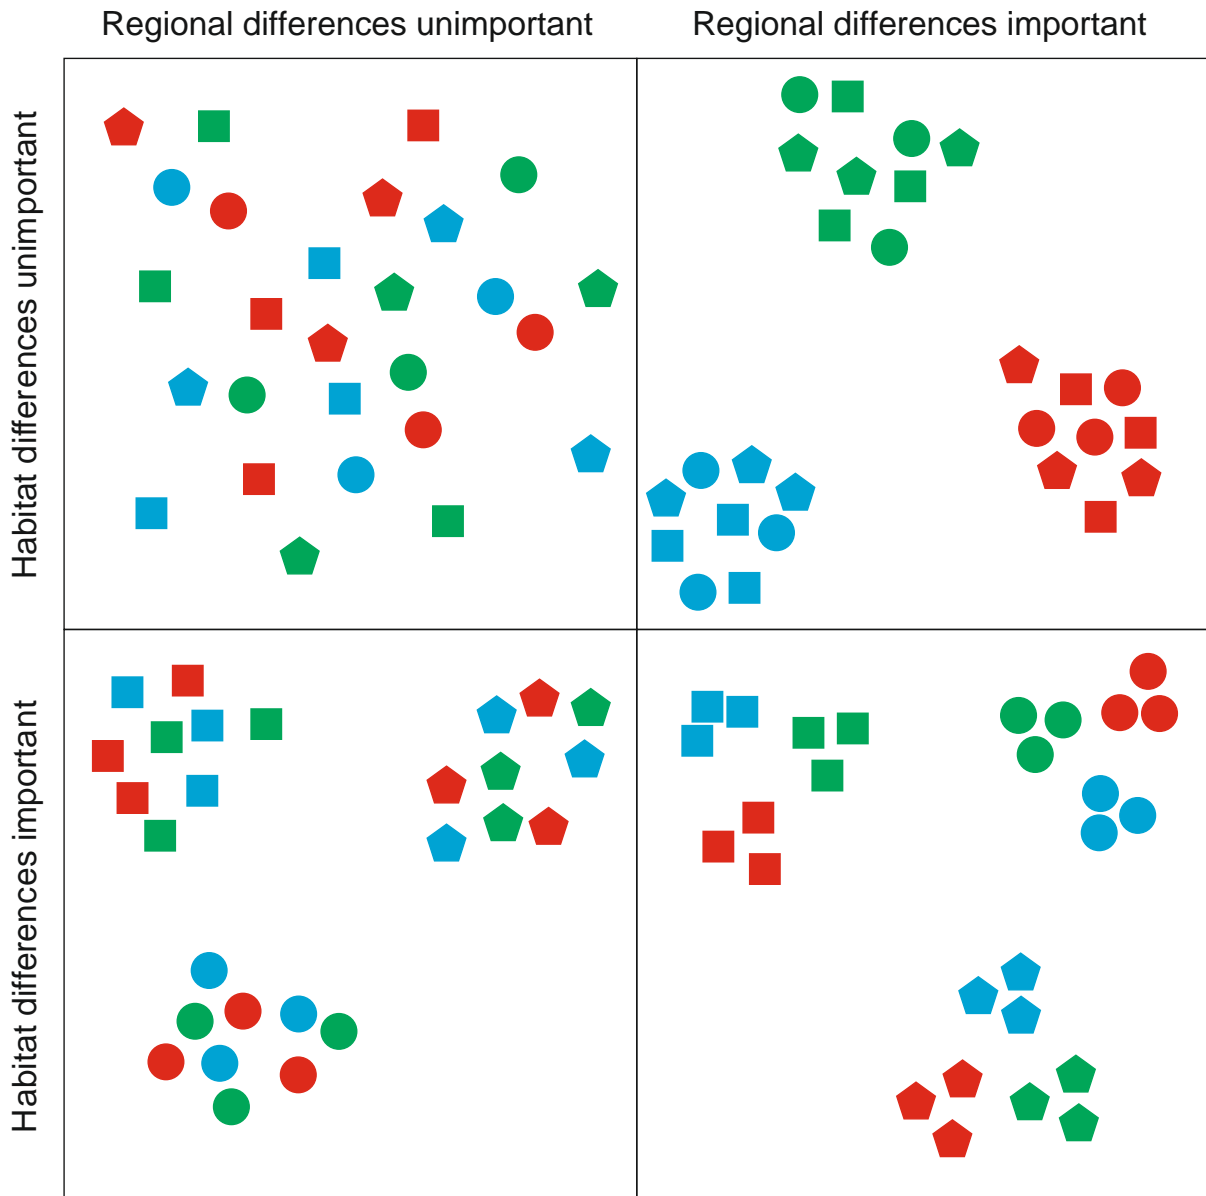 Regional differences unimportant
Regional differences important
Habitat differences unimportant
Habitat differences important